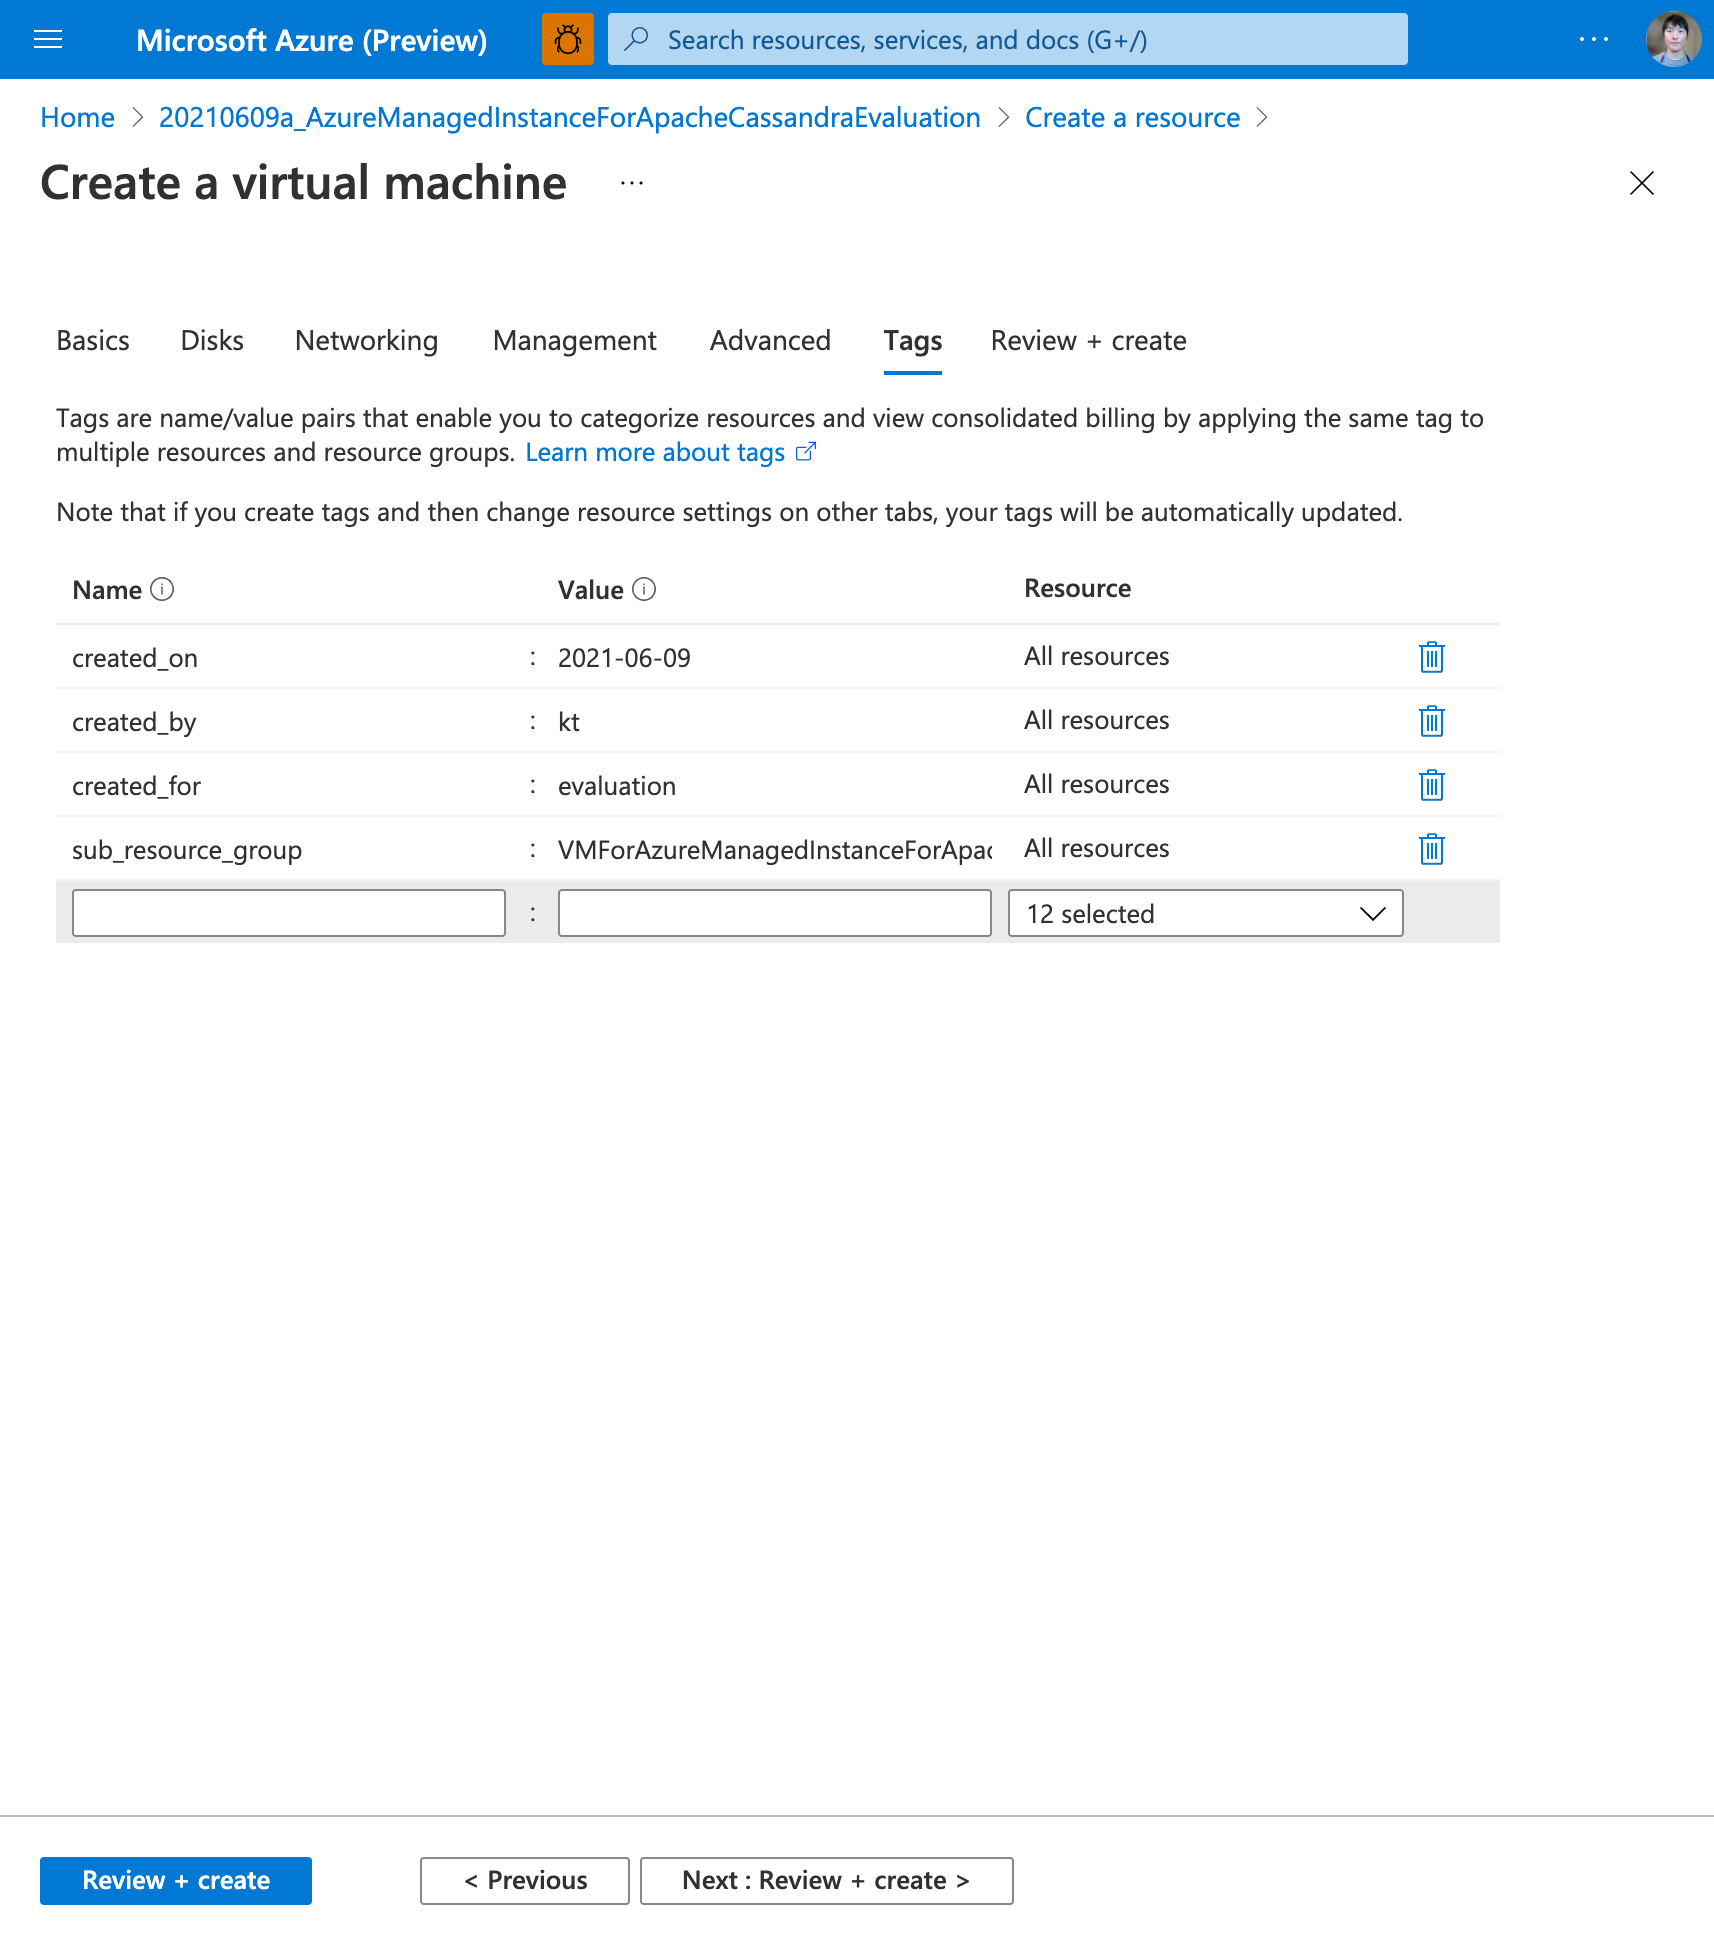 Microsoft Azure (Preview)
Search resources, services, and docs (G+/)
Home > 20210609a_AzureManagedInstanceForApacheCassandraEvaluation > Create a resource >
Create a virtual machine ...
Basics Disks Networking Management Advanced Tags Review + create
Tags are name/value pairs that enable you to categorize resources and view consolidated billing by applying the same tag to
multiple resources and resource groups. Learn more about tags
Note that if you create tags and then change resource settings on other tabs, your tags will be automatically updated.
Name Value Resource
created_on : 2021-06-09 All resources
created_by : kt All resources
created_for : evaluation All resources
sub_resource_group : VMForAzureManagedInstanceForApac All resources
: 12 selected
Review + create < Previous Next : Review + create >